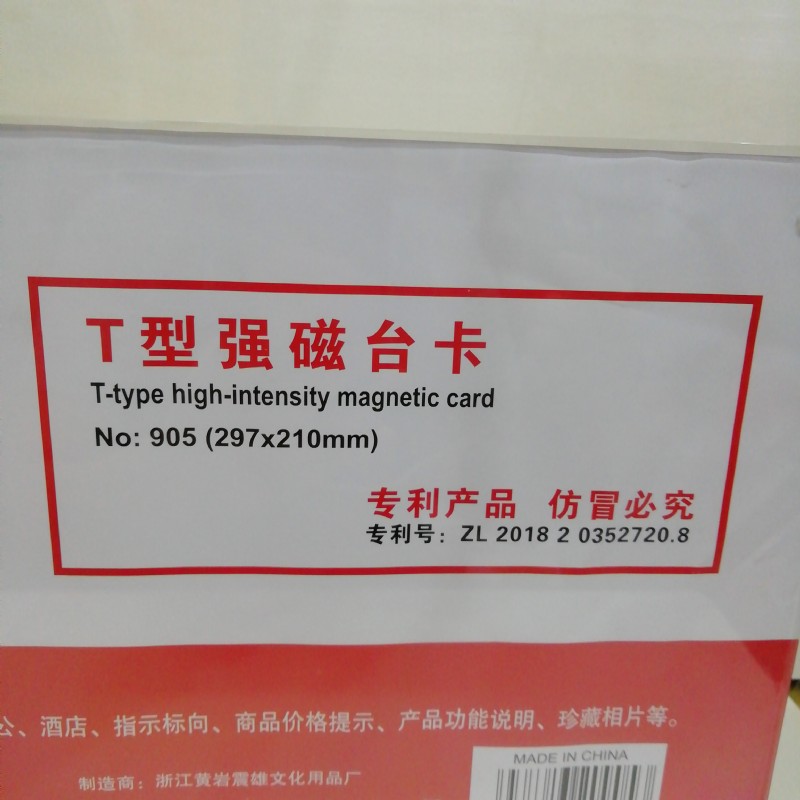 T型强磁台卡
T-type high-intensity magnetic card
No: 905 (297x210mm)
专利产品 仿冒必究
专利号：ZL 2018 2 0352720.8
公、酒店、指示标向、商品价格提示、产品功能说明、珍藏相片等。
MADE IN CHINA
制造商：浙江黄岩震雄文化用品厂